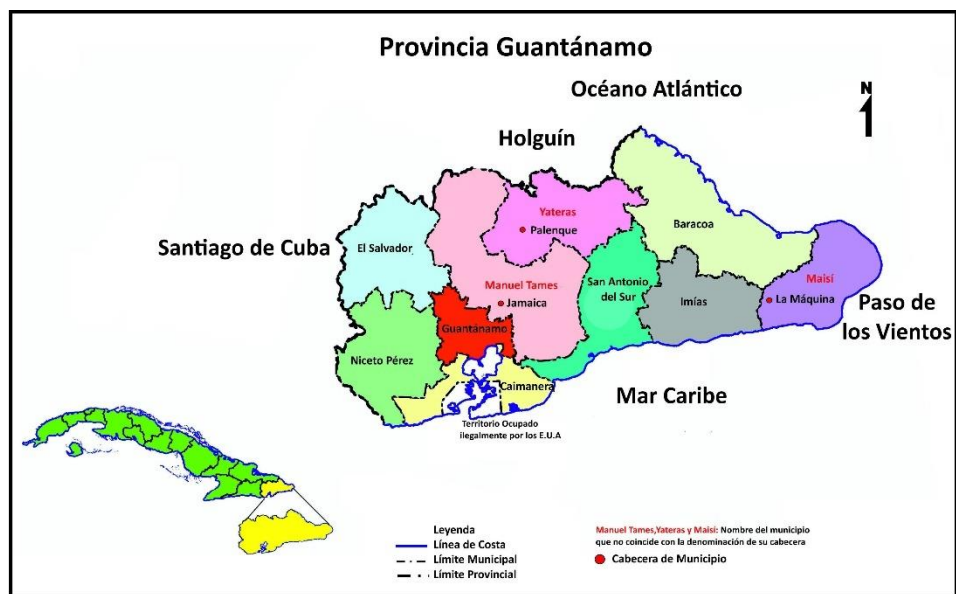 Provincia Guantánamo
Océano Atlántico
N
Holguín
Yateras
Palenque
Baracoa
Santiago de Cuba
El Salvador
Maisí
San Antonio
del Sur
Manuel Tames
Jamaica
Imías
La Máquina
Paso de
los Vientos
Guantánamo
Niceto Pérez
Caimanera
Mar Caribe
Territorio Ocupado
ilegalmente por los E.U.A
Leyenda
Línea de Costa
Límite Municipal
Límite Provincial
Manuel Tames,Yateras y Maisí: Nombre del municipio
que no coincide con la denominación de su cabecera
Cabecera de Municipio